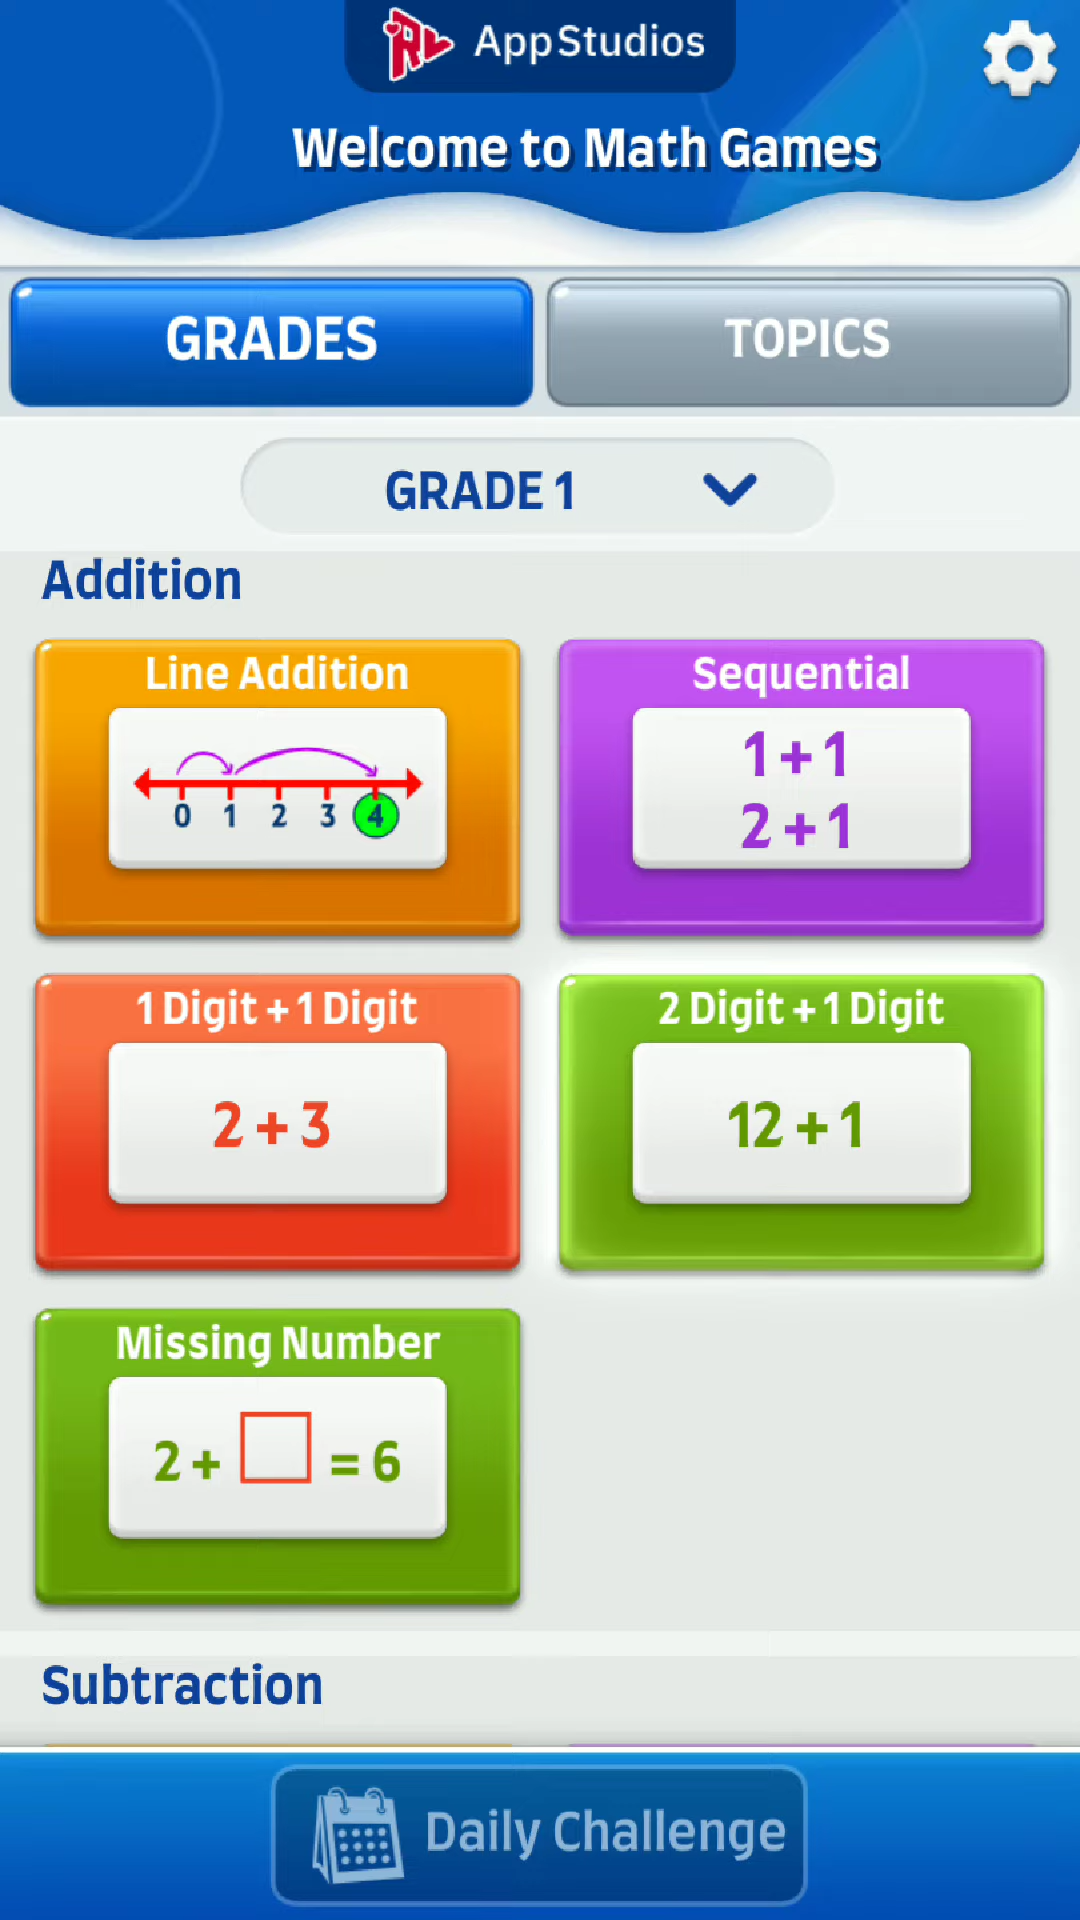 RV AppStudios
Welcome to Math Games
GRADES
TOPICS
GRADE 1
Addition
Line Addition
0 1 2 3 4
Sequential
1 + 1
2 + 1
1 Digit + 1 Digit
2 + 3
2 Digit + 1 Digit
12 + 1
Missing Number
2 + = 6
Subtraction
Daily Challenge